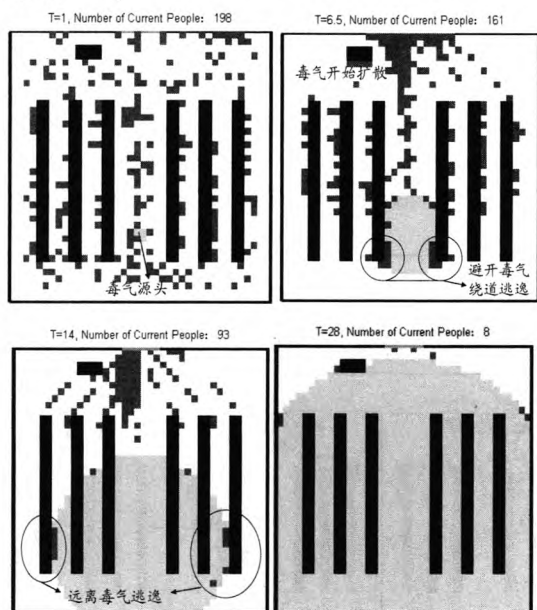 T=1, Number of Current People: 198
毒气源头
T=6.5, Number of Current People: 161
毒气开始扩散
避开毒气
绕道逃逸
T=14, Number of Current People: 93
远离毒气逃逸
T=28, Number of Current People: 8